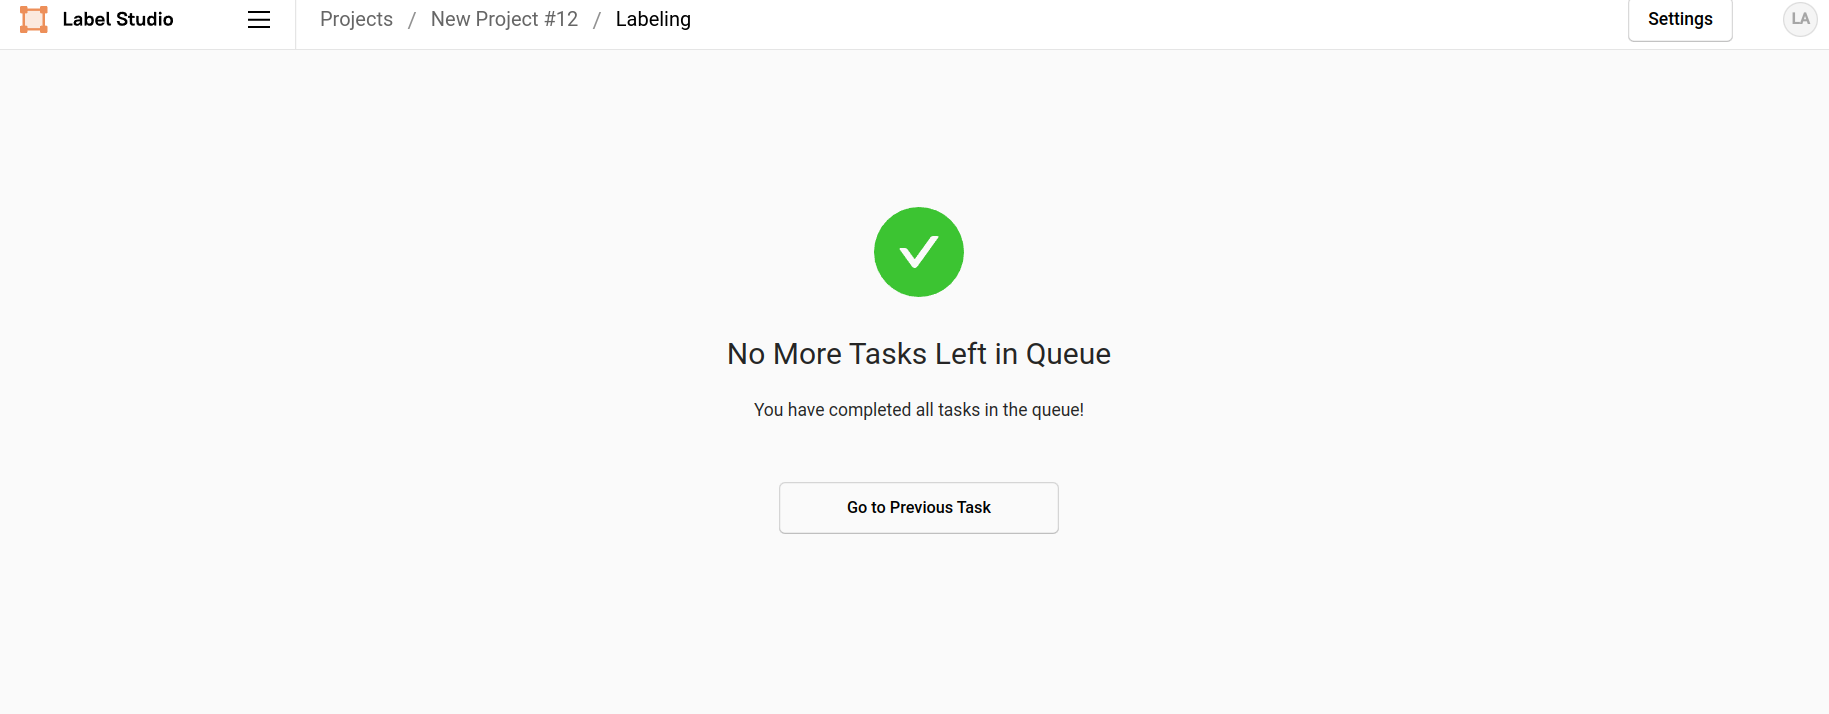 Label Studio
Projects / New Project #12 / Labeling
Settings
LA
No More Tasks Left in Queue
You have completed all tasks in the queue!
Go to Previous Task